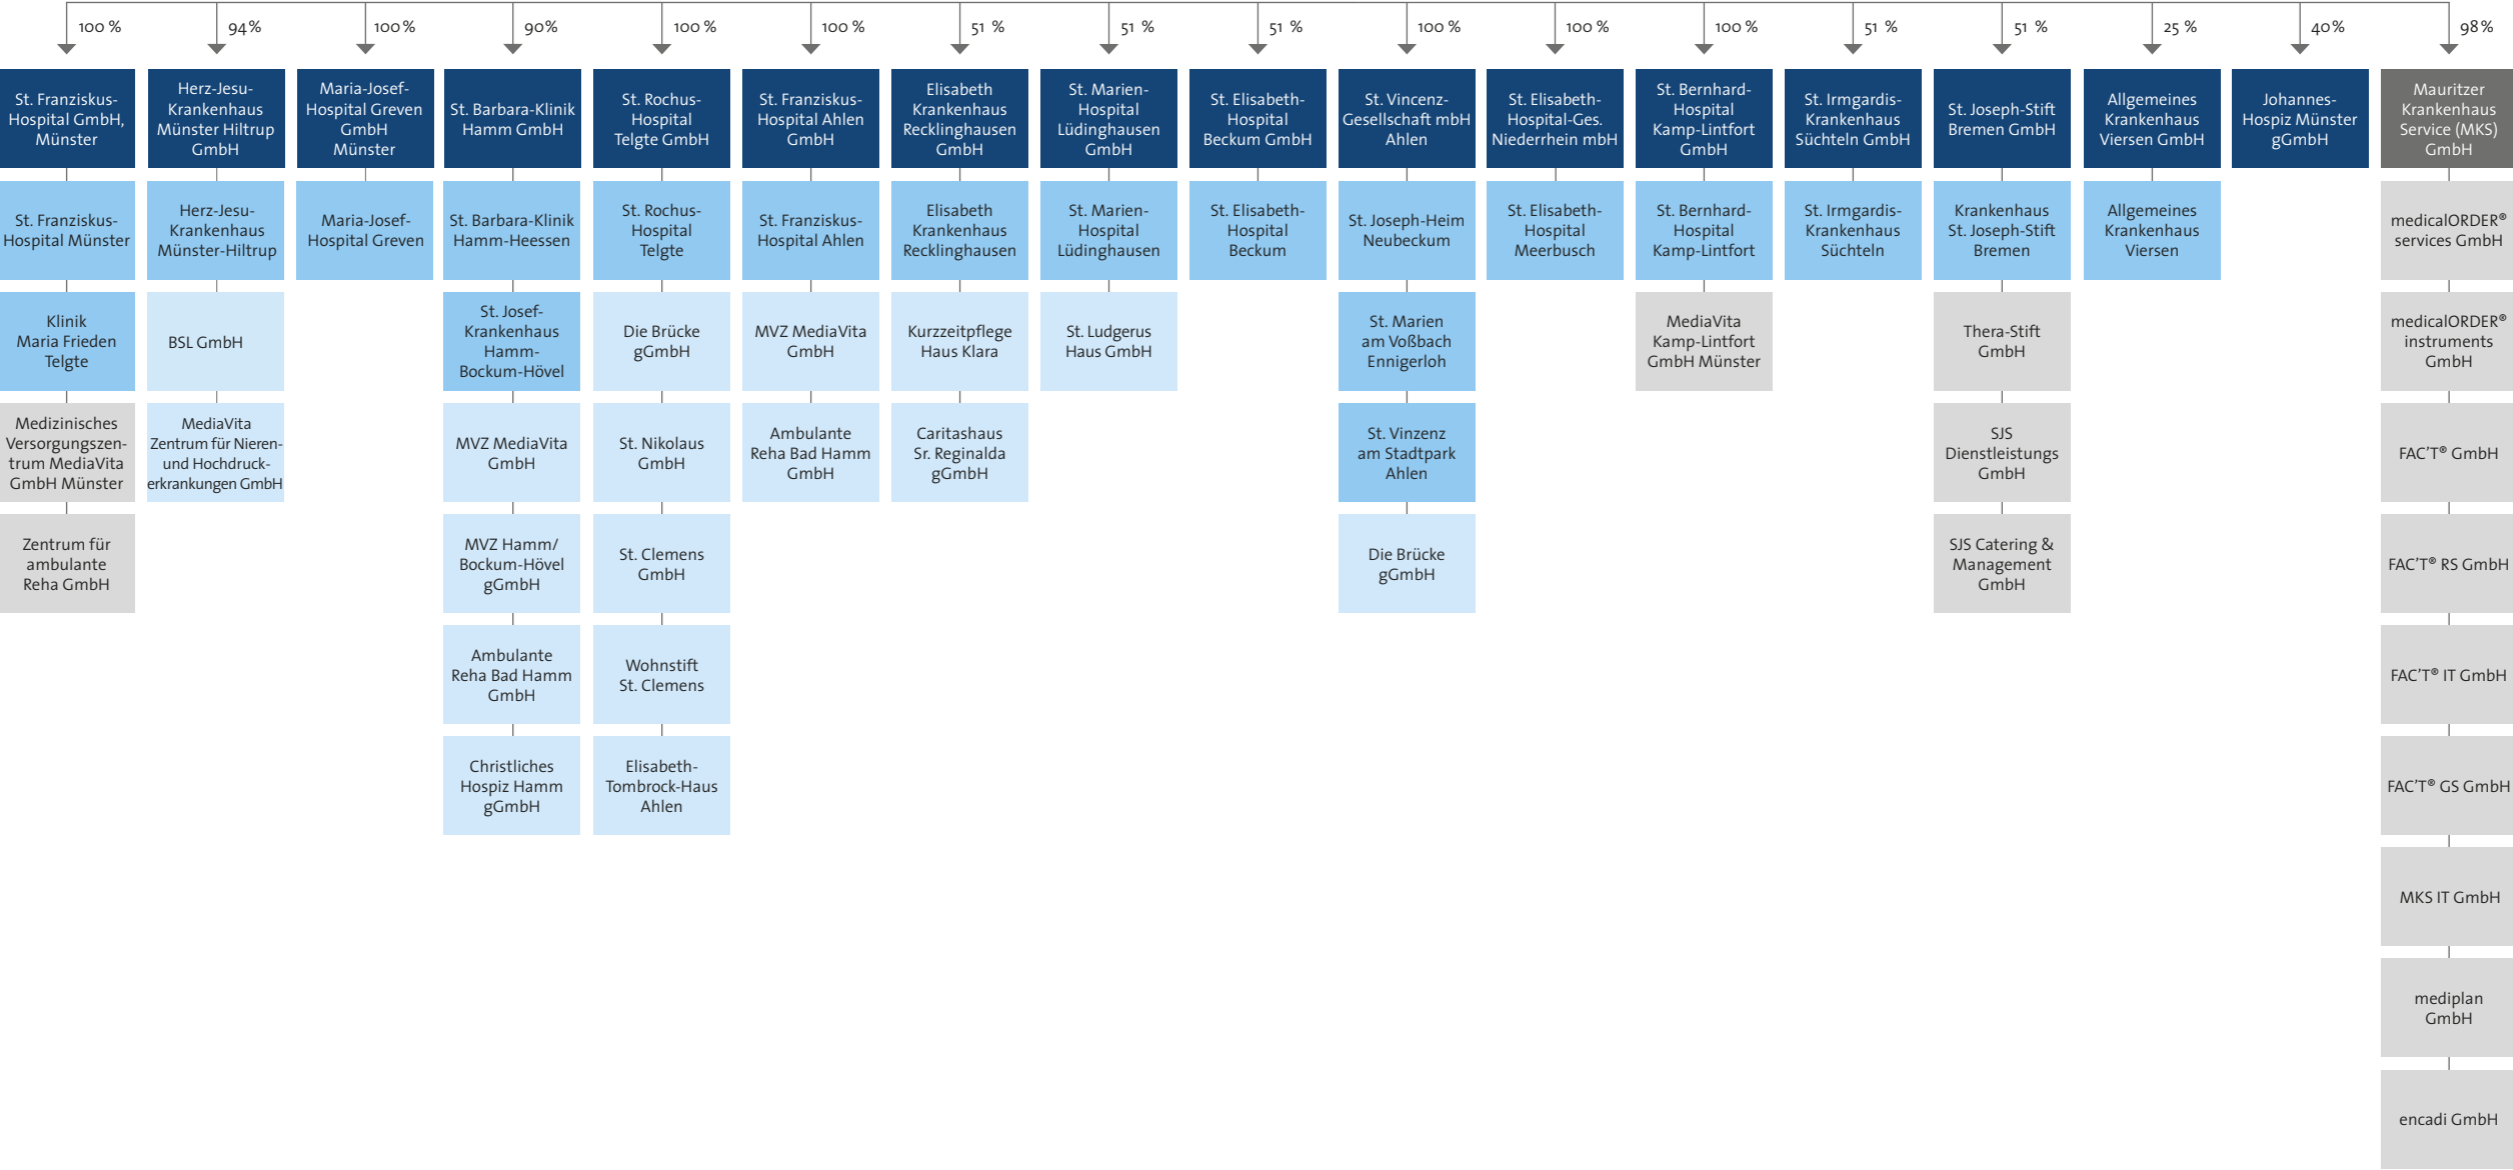 100 %
94 %
100 %
90 %
100 %
100 %
51 %
51 %
51 %
100 %
100 %
100 %
51 %
51 %
25 %
40 %
98 %
St. Franziskus-
Hospital GmbH,
Münster
Herz-Jesu-
Krankenhaus
Münster Hiltrup
GmbH
Maria-Josef-
Hospital Greven
GmbH
Münster
St. Barbara-Klinik
Hamm GmbH
St. Rochus-
Hospital
Telgte GmbH
St. Franziskus-
Hospital Ahlen
GmbH
Elisabeth
Krankenhaus
Recklinghausen
GmbH
St. Marien-
Hospital
Lüdinghausen
GmbH
St. Elisabeth-
Hospital
Beckum GmbH
St. Vincenz-
Gesellschaft mbH
Ahlen
St. Elisabeth-
Hospital-Ges.
Niederrhein mbH
St. Bernhard-
Hospital
Kamp-Lintfort
GmbH
St. Irmgardis-
Krankenhaus
Süchteln GmbH
St. Joseph-Stift
Bremen GmbH
Allgemeines
Krankenhaus
Viersen GmbH
Johannes-
Hospiz Münster
gGmbH
Mauritzer
Krankenhaus
Service (MKS)
GmbH
St. Franziskus-
Hospital Münster
Herz-Jesu-
Krankenhaus
Münster-Hiltrup
Maria-Josef-
Hospital Greven
St. Barbara-Klinik
Hamm-Heessen
St. Rochus-
Hospital
Telgte
St. Franziskus-
Hospital Ahlen
Elisabeth
Krankenhaus
Recklinghausen
St. Marien-
Hospital
Lüdinghausen
St. Elisabeth-
Hospital
Beckum
St. Joseph-Heim
Neubeckum
St. Elisabeth-
Hospital
Meerbusch
St. Bernhard-
Hospital
Kamp-Lintfort
St. Irmgardis-
Krankenhaus
Süchteln
Krankenhaus
St. Joseph-Stift
Bremen
Allgemeines
Krankenhaus
Viersen
medicalORDER®
services GmbH
Klinik
Maria Frieden
Telgte
BSL GmbH
St. Josef-
Krankenhaus
Hamm-
Bockum-Hövel
Die Brücke
gGmbH
MVZ MediaVita
GmbH
Kurzzeitpflege
Haus Klara
St. Ludgerus
Haus GmbH
St. Marien
am Voßbach
Ennigerloh
MediaVita
Kamp-Lintfort
GmbH Münster
Thera-Stift
GmbH
medicalORDER®
instruments
GmbH
Medizinisches
Versorgungszen-
trum MediaVita
GmbH Münster
MediaVita
Zentrum für Nieren-
und Hochdruck-
erkrankungen GmbH
MVZ MediaVita
GmbH
St. Nikolaus
GmbH
Ambulante
Reha Bad Hamm
GmbH
Caritashaus
Sr. Reginalda
gGmbH
St. Vinzenz
am Stadtpark
Ahlen
SJS
Dienstleistungs
GmbH
FAC'T® GmbH
Zentrum für
ambulante
Reha GmbH
MVZ Hamm/
Bockum-Hövel
gGmbH
St. Clemens
GmbH
Die Brücke
gGmbH
SJS Catering &
Management
GmbH
FAC'T® RS GmbH
Ambulante
Reha Bad Hamm
GmbH
Wohnstift
St. Clemens
FAC'T® IT GmbH
Christliches
Hospiz Hamm
gGmbH
Elisabeth-
Tombrock-Haus
Ahlen
FAC'T® GS GmbH
MKS IT GmbH
mediplan
GmbH
encadi GmbH